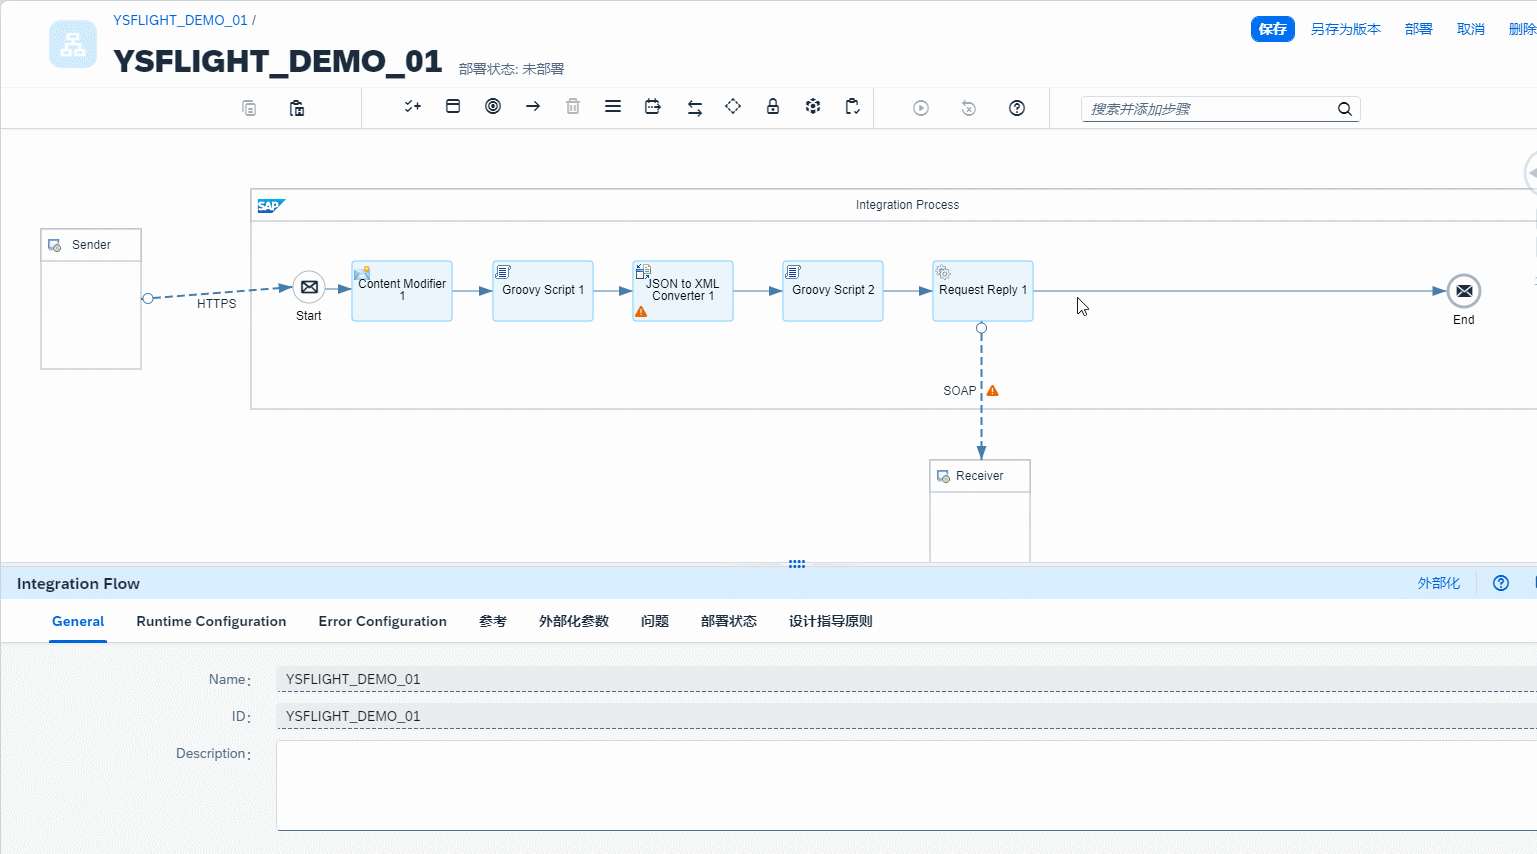 YSFLIGHT_DEMO_01 /
YSFLIGHT_DEMO_01
部署状态: 未部署
保存 另存为版本 部署 取消 删除
搜索并添加步骤
SAP
Integration Process
Sender
HTTPS
Start
Content Modifier
1
Groovy Script 1
JSON to XML
Converter 1
Groovy Script 2
Request Reply 1
End
SOAP
Receiver
Integration Flow
外部化
General Runtime Configuration Error Configuration 参考 外部化参数 问题 部署状态 设计指导原则
Name: YSFLIGHT_DEMO_01
ID: YSFLIGHT_DEMO_01
Description: